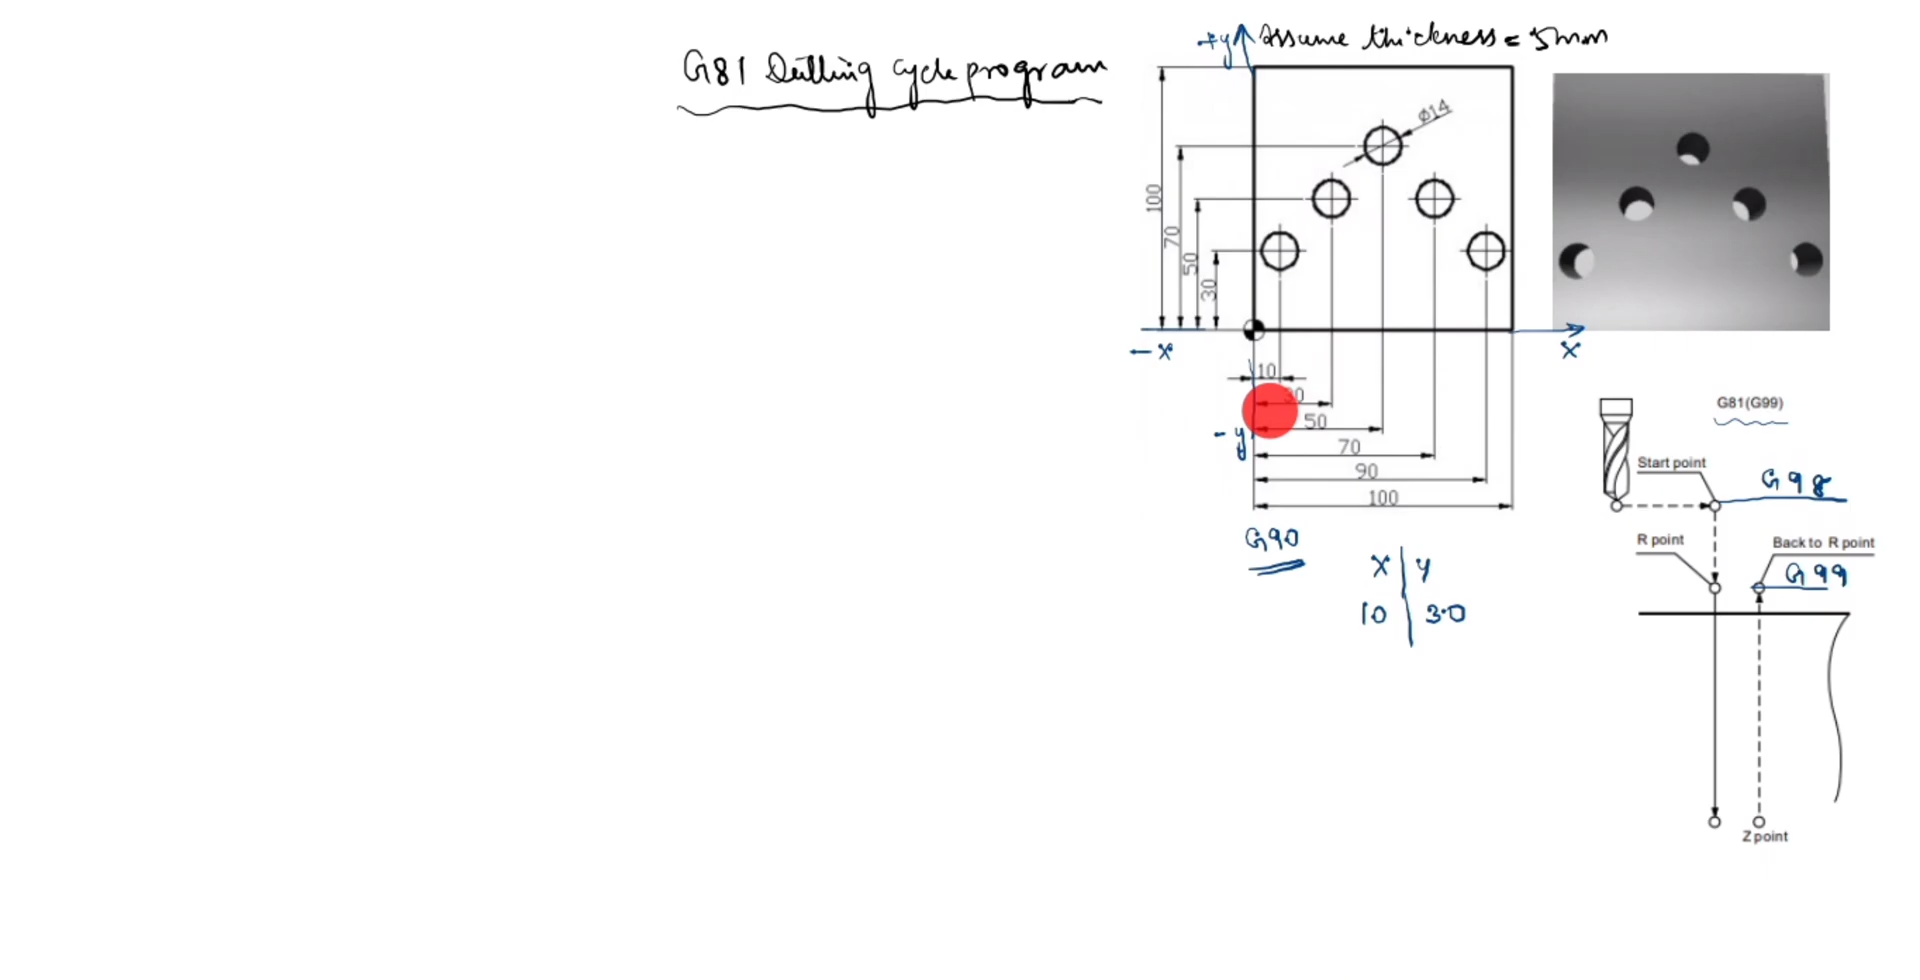 G81 Drilling cycle program
+y Assume thickness = 5mm
Ø14
100
70
50
30
-x
x
10
50
-y
70
90
100
G90
x y
10 30
G81(G99)
Start point
G98
R point
Back to R point
G99
Z point